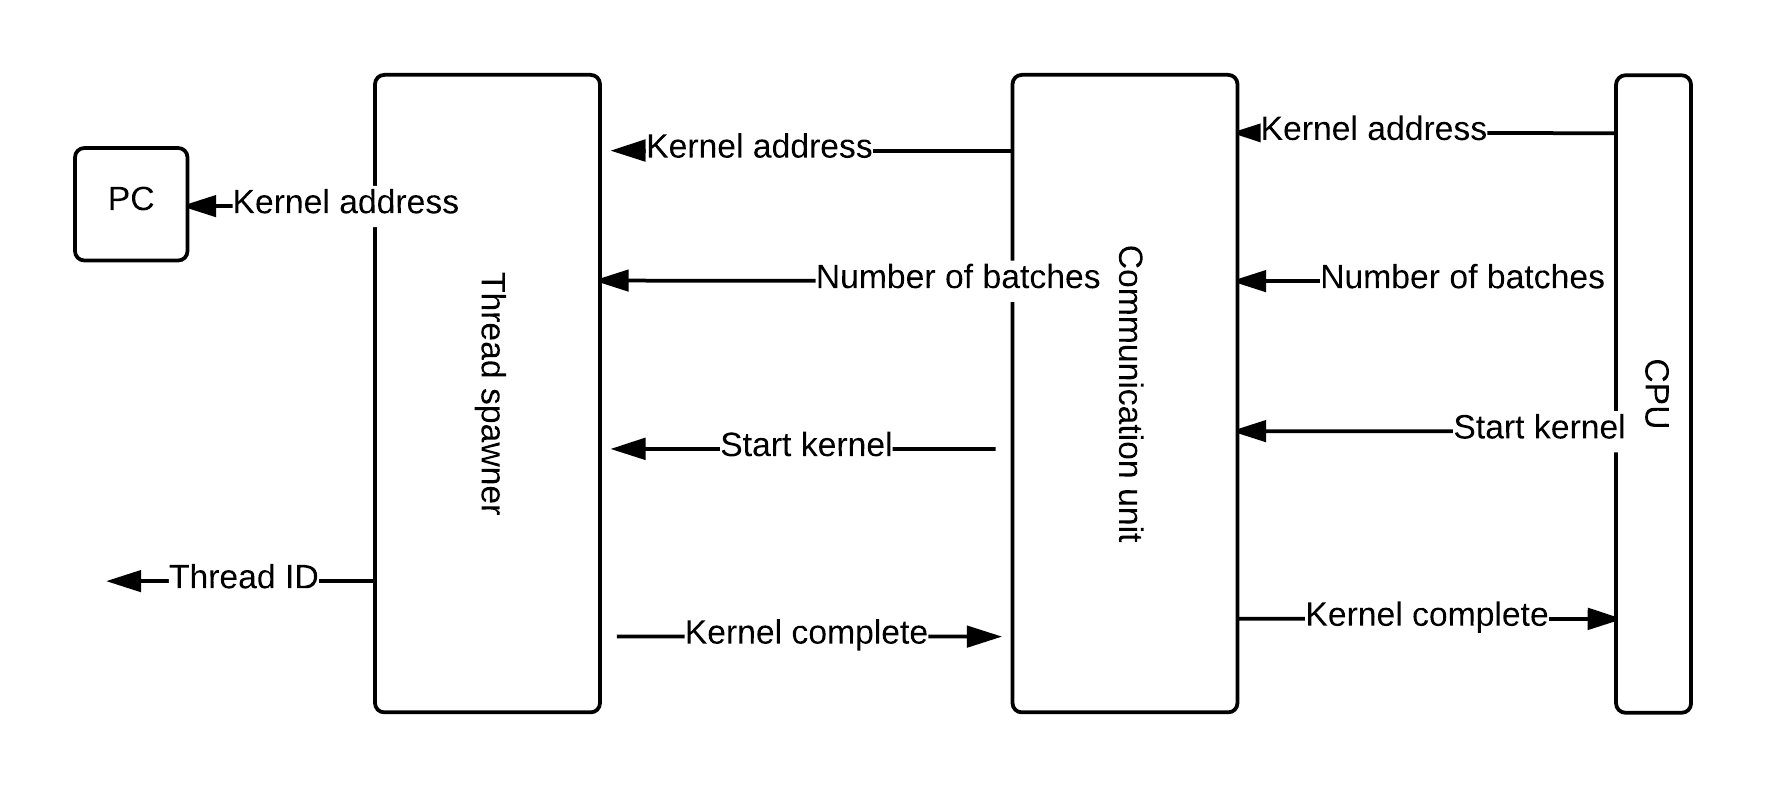 Kernel address
Kernel address
PC
Kernel address
Number of batches
Number of batches
Thread spawner
Communication unit
CPU
Start kernel
Start kernel
Thread ID
Kernel complete
Kernel complete